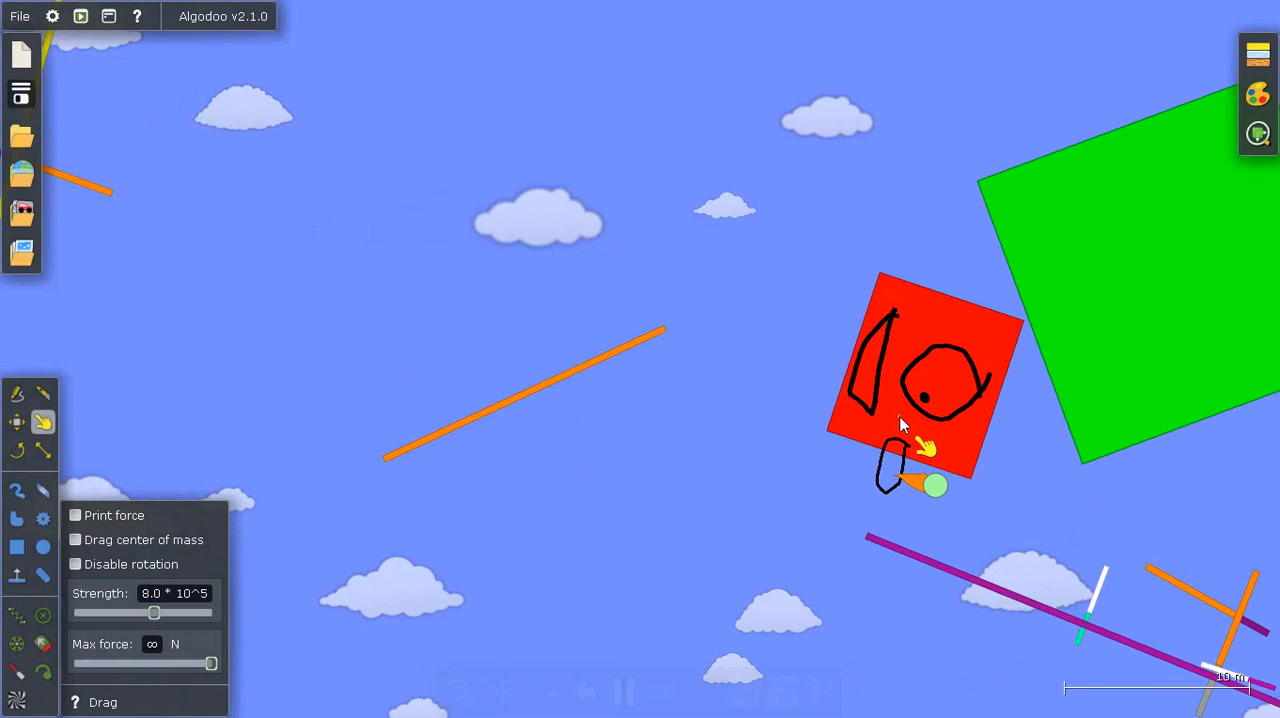 File ? Algodoo v2.1.0
10
Print force
Drag center of mass
Disable rotation
Strength: 8.0 * 10^5
Max force: ∞ N
? Drag
10 m